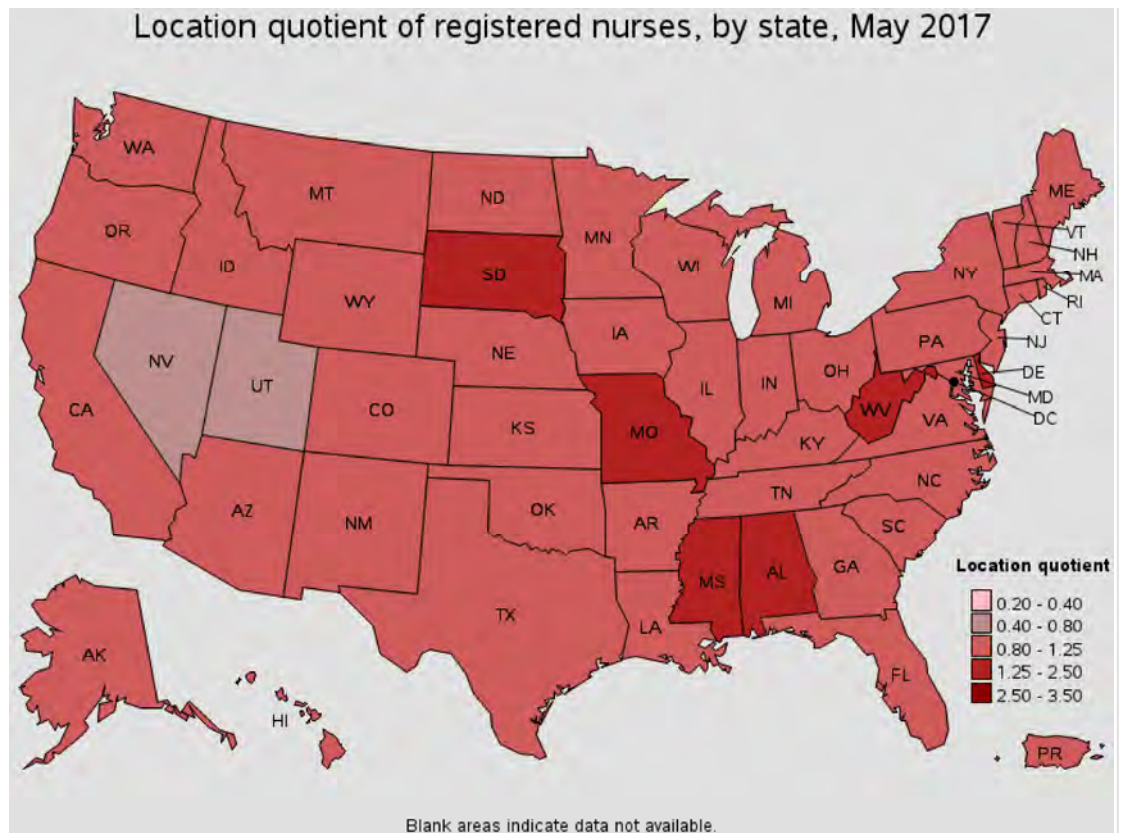 Location quotient of registered nurses, by state, May 2017
WA
MT
ND
MN
ME
OR
ID
SD
WI
VT
NH
WY
MI
NY
MA
RI
CT
NV
UT
NE
IA
PA
NJ
CA
CO
KS
IL
IN
OH
DE
MO
WV
MD
VA
DC
KY
AZ
NM
OK
AR
TN
NC
SC
MS
AL
GA
TX
LA
Location quotient
0.20 - 0.40
0.40 - 0.80
0.80 - 1.25
1.25 - 2.50
2.50 - 3.50
AK
HI
FL
PR
Blank areas indicate data not available.